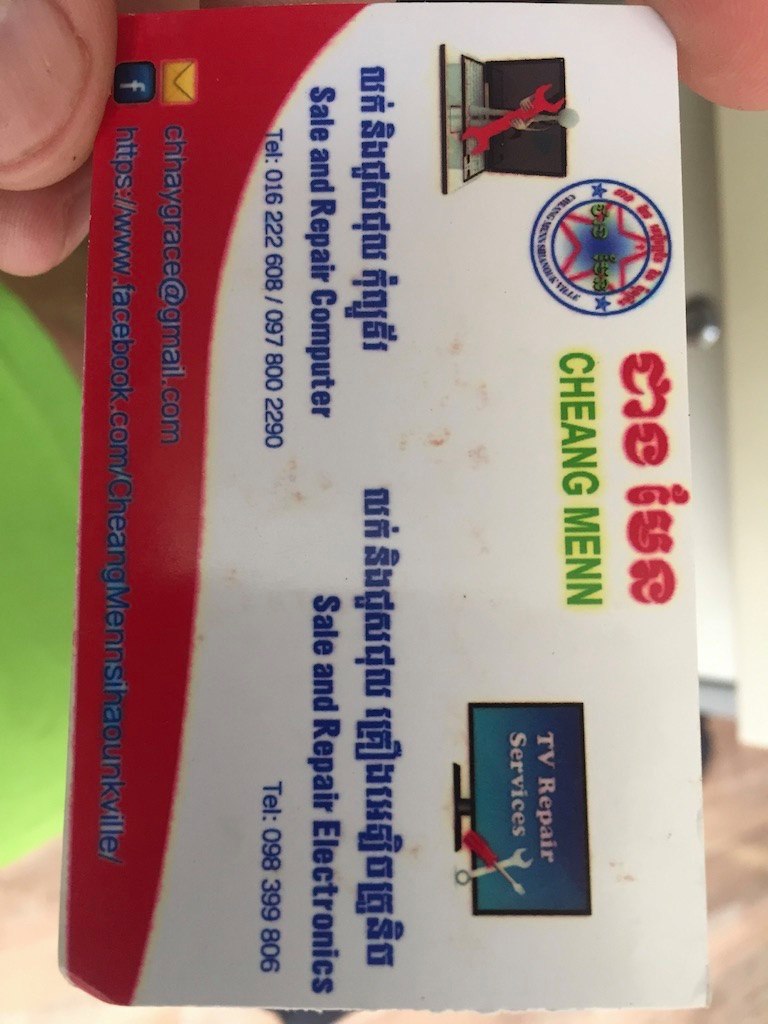 ជាង ម៉ែន
CHEANG MENN
TV Repair
Services
លក់ និងជួសជុល កុំព្យូទ័រ
Sale and Repair Computer
Tel: 016 222 608 / 097 800 2290
លក់ និងជួសជុល គ្រឿងអេឡិចត្រូនិច
Sale and Repair Electronics
Tel: 098 399 806
chhaygrace@gmail.com
https://www.facebook.com/CheangMennsihaounkville/